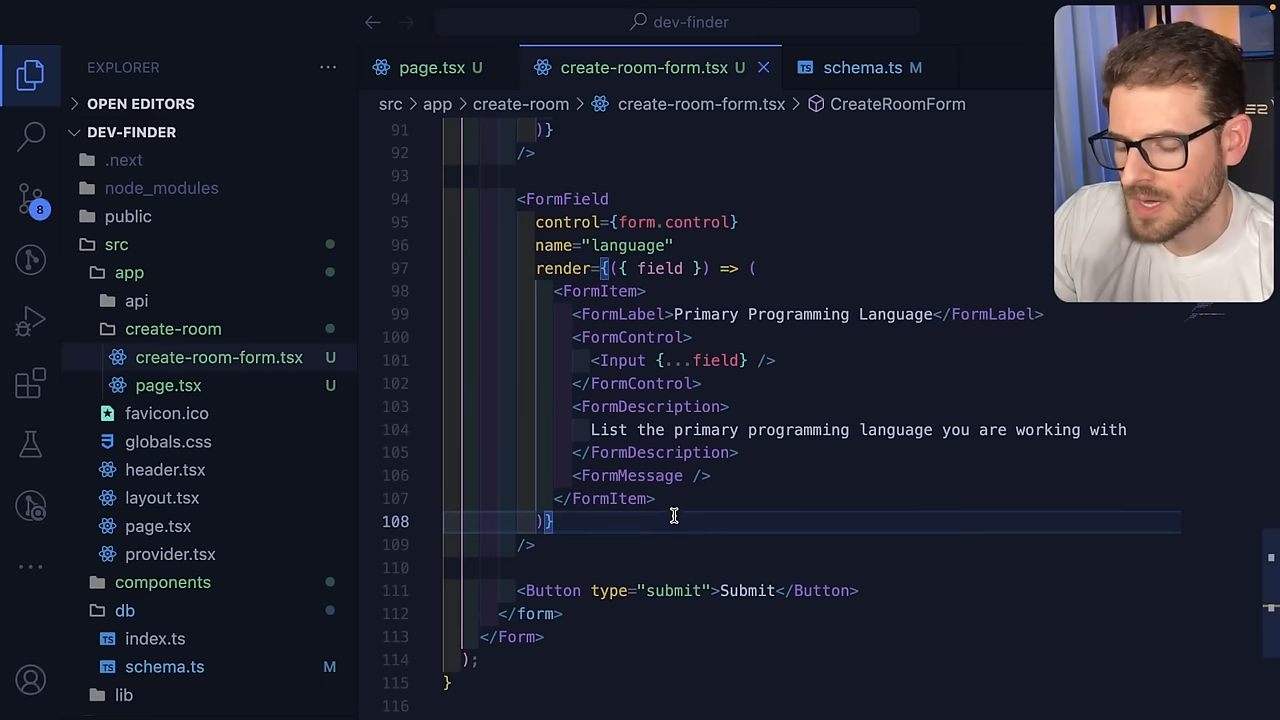 dev-finder
EXPLORER
OPEN EDITORS
DEV-FINDER
.next
node_modules
public
src
app
api
create-room
create-room-form.tsx U
page.tsx U
favicon.ico
globals.css
header.tsx
layout.tsx
page.tsx
provider.tsx
components
db
index.ts
schema.ts M
lib
8
page.tsx U
create-room-form.tsx U
schema.ts M
src > app > create-room > create-room-form.tsx > CreateRoomForm
91 )}
92 />
93
94 <FormField
95 control={form.control}
96 name="language"
97 render={({ field }) => (
98 <FormItem>
99 <FormLabel>Primary Programming Language</FormLabel>
100 <FormControl>
101 <Input {...field} />
102 </FormControl>
103 <FormDescription>
104 List the primary programming language you are working with
105 </FormDescription>
106 <FormMessage />
107 </FormItem>
108 )}
109 />
110
111 <Button type="submit">Submit</Button>
112 </form>
113 </Form>
114 );
115 }
116